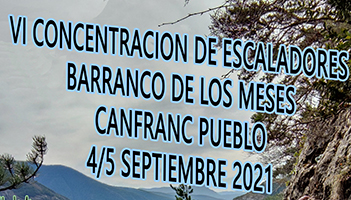 VI CONCENTRACION DE ESCALADORES
BARRANCO DE LOS MESES
CANFRANC PUEBLO
4/5 SEPTIEMBRE 2021